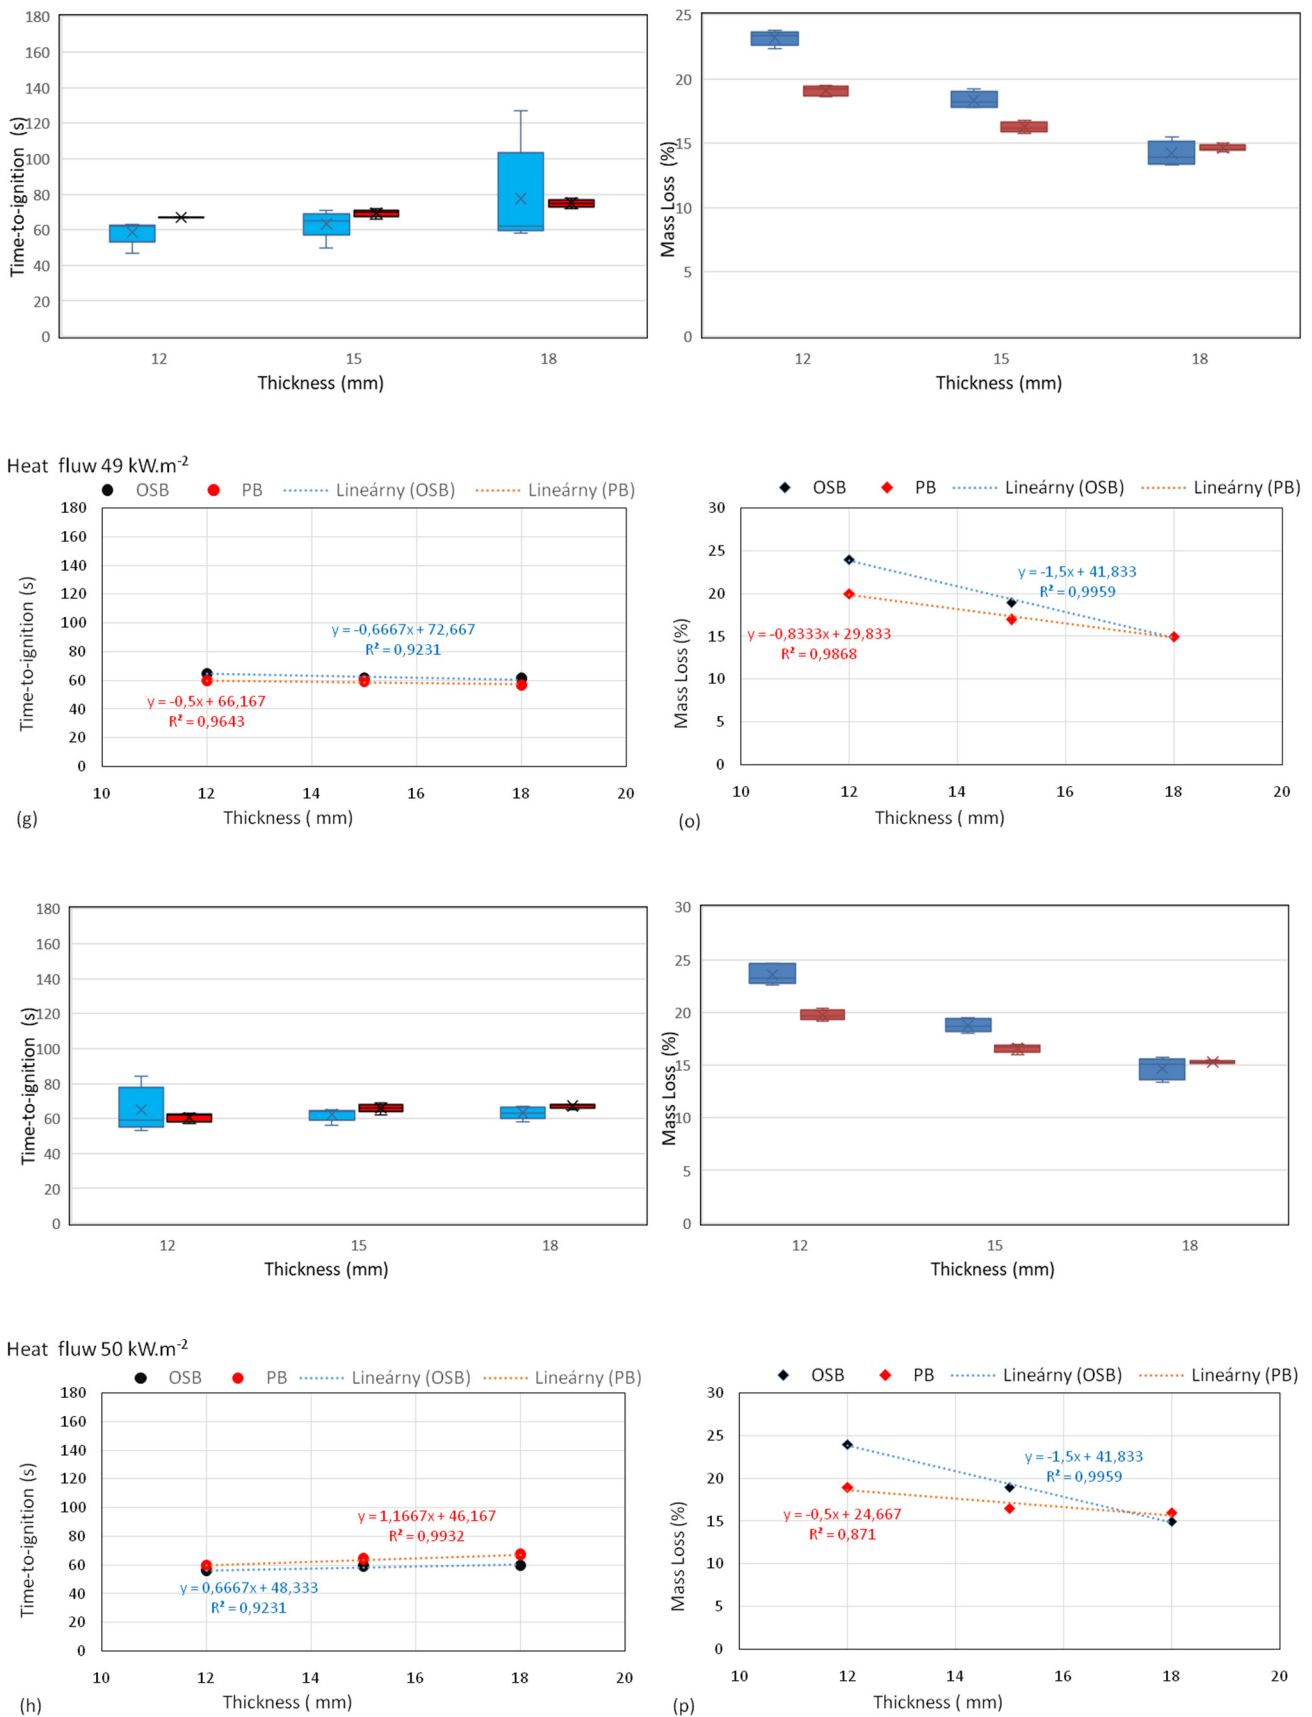 180
160
140
120
100
80
60
40
20
0
Time-to-ignition (s)
12
15
18
Thickness (mm)
25
20
15
10
5
0
Mass Loss (%)
12
15
18
Thickness (mm)
Heat fluw 49 kW.m-2
OSB PB Lineárny (OSB) Lineárny (PB)
180
160
140
120
100
80
60
40
20
0
Time-to-ignition (s)
y = -0,6667x + 72,667
R² = 0,9231
y = -0,5x + 66,167
R² = 0,9643
10 12 14 16 18 20
Thickness ( mm)
(g)
OSB PB Lineárny (OSB) Lineárny (PB)
30
25
20
15
10
5
0
Mass Loss (%)
y = -1,5x + 41,833
R² = 0,9959
y = -0,8333x + 29,833
R² = 0,9868
10 12 14 16 18 20
Thickness ( mm)
(o)
180
160
140
120
100
80
60
40
20
0
Time-to-ignition (s)
12
15
18
Thickness (mm)
30
25
20
15
10
5
0
Mass Loss (%)
12
15
18
Thickness (mm)
Heat fluw 50 kW.m-2
OSB PB Lineárny (OSB) Lineárny (PB)
180
160
140
120
100
80
60
40
20
0
Time-to-ignition (s)
y = 1,1667x + 46,167
R² = 0,9932
y = 0,6667x + 48,333
R² = 0,9231
10 12 14 16 18 20
Thickness ( mm)
(h)
OSB PB Lineárny (OSB) Lineárny (PB)
30
25
20
15
10
5
0
Mass Loss (%)
y = -1,5x + 41,833
R² = 0,9959
y = -0,5x + 24,667
R² = 0,871
10 12 14 16 18 20
Thickness ( mm)
(p)